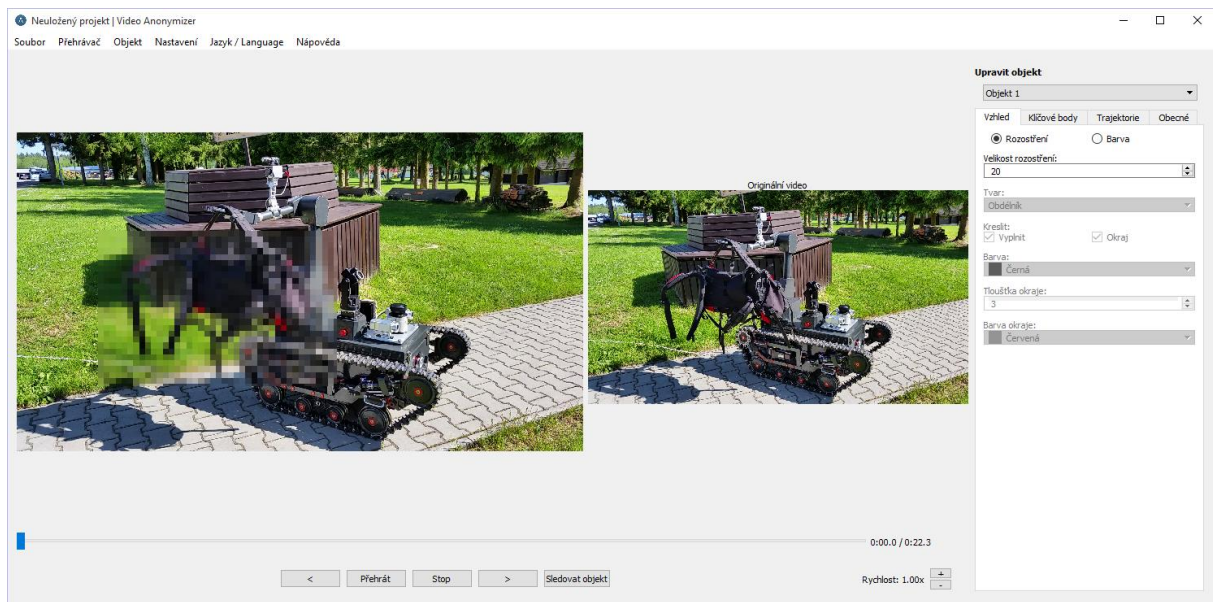 Neuložený projekt | Video Anonymizer
Soubor Přehrávač Objekt Nastavení Jazyk / Language Nápověda
Upravit objekt
Objekt 1
Vzhled Klíčové body Trajektorie Obecné
Rozostření Barva
Velikost rozostření:
20
Originální video
Tvar:
Obdélník
Kreslit:
Vyplnit Okraj
Barva:
Černá
Tloušťka okraje:
3
Barva okraje:
Červená
0:00.0 / 0:22.3
< Přehrát Stop > Sledovat objekt
Rychlost: 1.00x + -